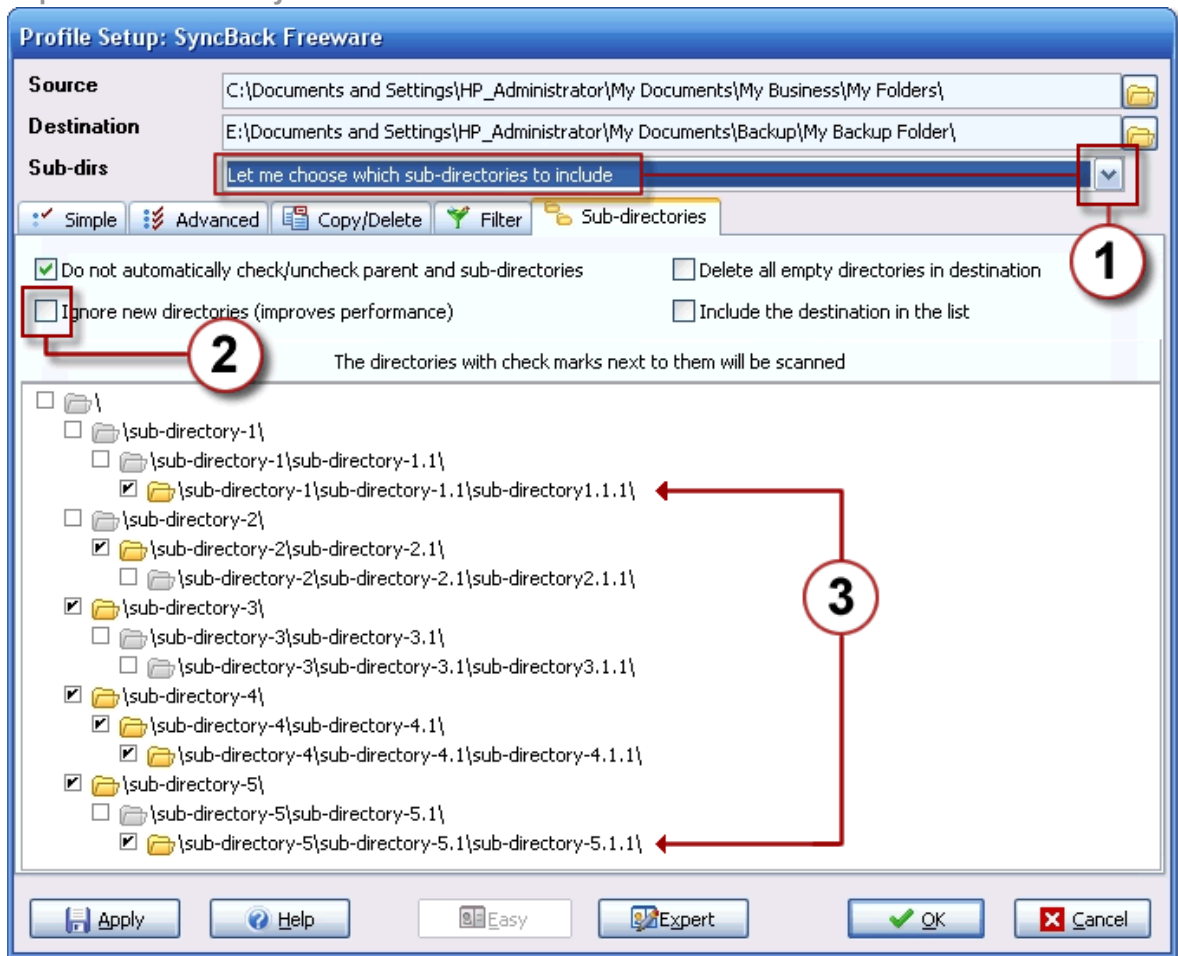 Profile Setup: SyncBack Freeware
Source C:\Documents and Settings\HP_Administrator\My Documents\My Business\My Folders\
Destination E:\Documents and Settings\HP_Administrator\My Documents\Backup\My Backup Folder\
Sub-dirs Let me choose which sub-directories to include
Simple Advanced Copy/Delete Filter Sub-directories
1
Do not automatically check/uncheck parent and sub-directories Delete all empty directories in destination
Ignore new directories (improves performance) Include the destination in the list
2
The directories with check marks next to them will be scanned
\
\sub-directory-1\
\sub-directory-1\sub-directory-1.1\
\sub-directory-1\sub-directory-1.1\sub-directory1.1.1\
\sub-directory-2\
\sub-directory-2\sub-directory-2.1\
\sub-directory-2\sub-directory-2.1\sub-directory2.1.1\
3
\sub-directory-3\
\sub-directory-3\sub-directory-3.1\
\sub-directory-3\sub-directory-3.1\sub-directory3.1.1\
\sub-directory-4\
\sub-directory-4\sub-directory-4.1\
\sub-directory-4\sub-directory-4.1\sub-directory-4.1.1\
\sub-directory-5\
\sub-directory-5\sub-directory-5.1\
\sub-directory-5\sub-directory-5.1\sub-directory-5.1.1\
Apply Help Easy Expert OK Cancel